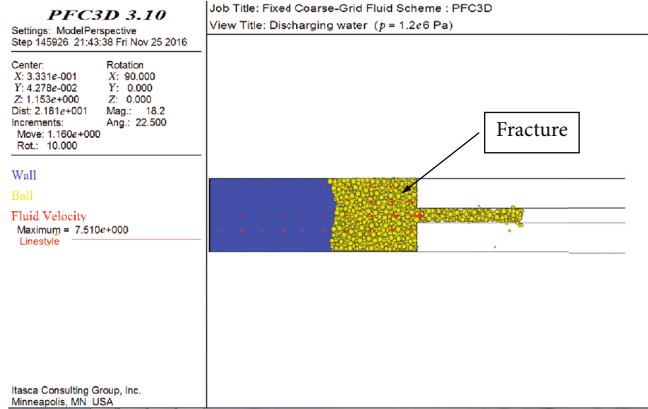 PFC3D 3.10
Settings: ModelPerspective
Step 145926 21:43:38 Fri Nov 25 2016
Center:
X: 3.331e-001
Y: 4.278e-002
Z: 1.153e+000
Dist: 2.181e+001
Increments:
Move: 1.160e+000
Rot.: 10.000
Rotation
X: 90.000
Y: 0.000
Z: 0.000
Mag.: 18.2
Ang.: 22.500
Wall
Ball
Fluid Velocity
Maximum = 7.510e+000
Linestyle
Itasca Consulting Group, Inc.
Minneapolis, MN USA
Job Title: Fixed Coarse-Grid Fluid Scheme : PFC3D
View Title: Discharging water (p = 1.2e6 Pa)
Fracture